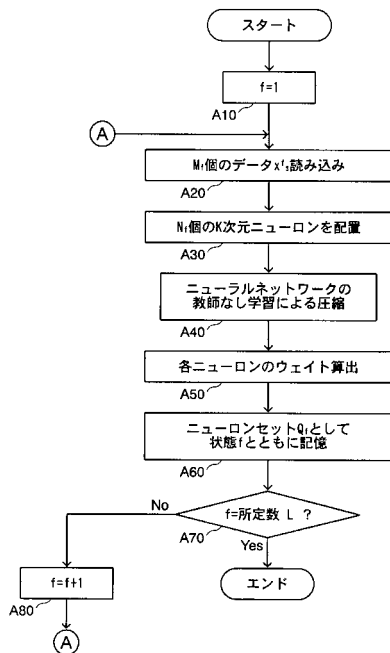 スタート
f=1
A10
A
Mf個のデータxfi読み込み
A20
Nf個のK次元ニューロンを配置
A30
ニューラルネットワークの
教師なし学習による圧縮
A40
各ニューロンのウェイト算出
A50
ニューロンセットQfとして
状態fとともに記憶
A60
No
f=所定数 L ?
A70
Yes
f=f+1
エンド
A80
A